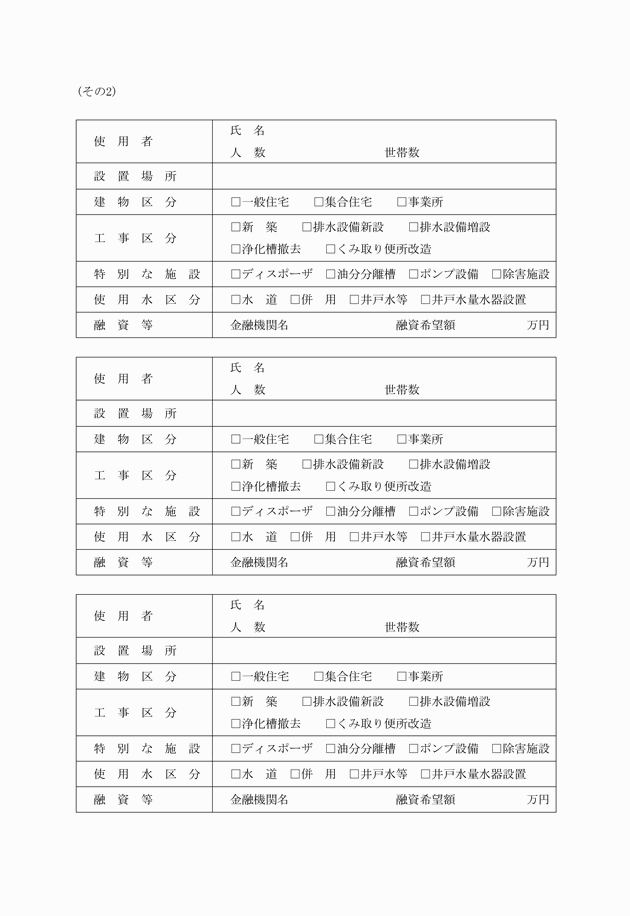 (その2)
使用者
氏名
人数 世帯数
設置場所
建物区分 □一般住宅 □集合住宅 □事業所
工事区分
□新築 □排水設備新設 □排水設備増設
□浄化槽撤去 □くみ取り便所改造
特別な施設 □ディスポーザ □油分分離槽 □ポンプ設備 □除害施設
使用水区分 □水道 □併用 □井戸水等 □井戸水量水器設置
融資等 金融機関名 融資希望額 万円
使用者
氏名
人数 世帯数
設置場所
建物区分 □一般住宅 □集合住宅 □事業所
工事区分
□新築 □排水設備新設 □排水設備増設
□浄化槽撤去 □くみ取り便所改造
特別な施設 □ディスポーザ □油分分離槽 □ポンプ設備 □除害施設
使用水区分 □水道 □併用 □井戸水等 □井戸水量水器設置
融資等 金融機関名 融資希望額 万円
使用者
氏名
人数 世帯数
設置場所
建物区分 □一般住宅 □集合住宅 □事業所
工事区分
□新築 □排水設備新設 □排水設備増設
□浄化槽撤去 □くみ取り便所改造
特別な施設 □ディスポーザ □油分分離槽 □ポンプ設備 □除害施設
使用水区分 □水道 □併用 □井戸水等 □井戸水量水器設置
融資等 金融機関名 融資希望額 万円